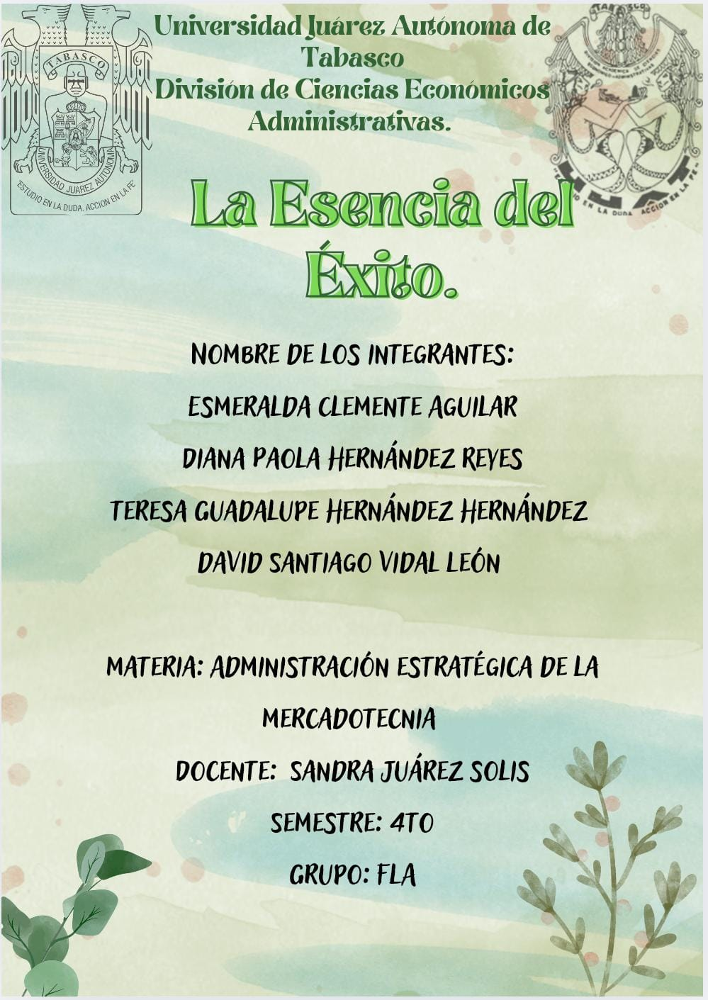 Universidad Juárez Autónoma de
Tabasco
División de Ciencias Económicos
Administrativas.
TABASCO
UNIVERSIDAD JUAREZ AUTONOMA
"ESTUDIO EN LA DUDA. ACCION EN LA FE"
TABASCO
EN LA DUDA ACCION EN LA FE"
La Esencia del
Éxito.
NOMBRE DE LOS INTEGRANTES:
ESMERALDA CLEMENTE AGUILAR
DIANA PAOLA HERNÁNDEZ REYES
TERESA GUADALUPE HERNÁNDEZ HERNÁNDEZ
DAVID SANTIAGO VIDAL LEÓN
MATERIA: ADMINISTRACIÓN ESTRATÉGICA DE LA
MERCADOTECNIA
DOCENTE: SANDRA JUÁREZ SOLIS
SEMESTRE: 4TO
GRUPO: FLA